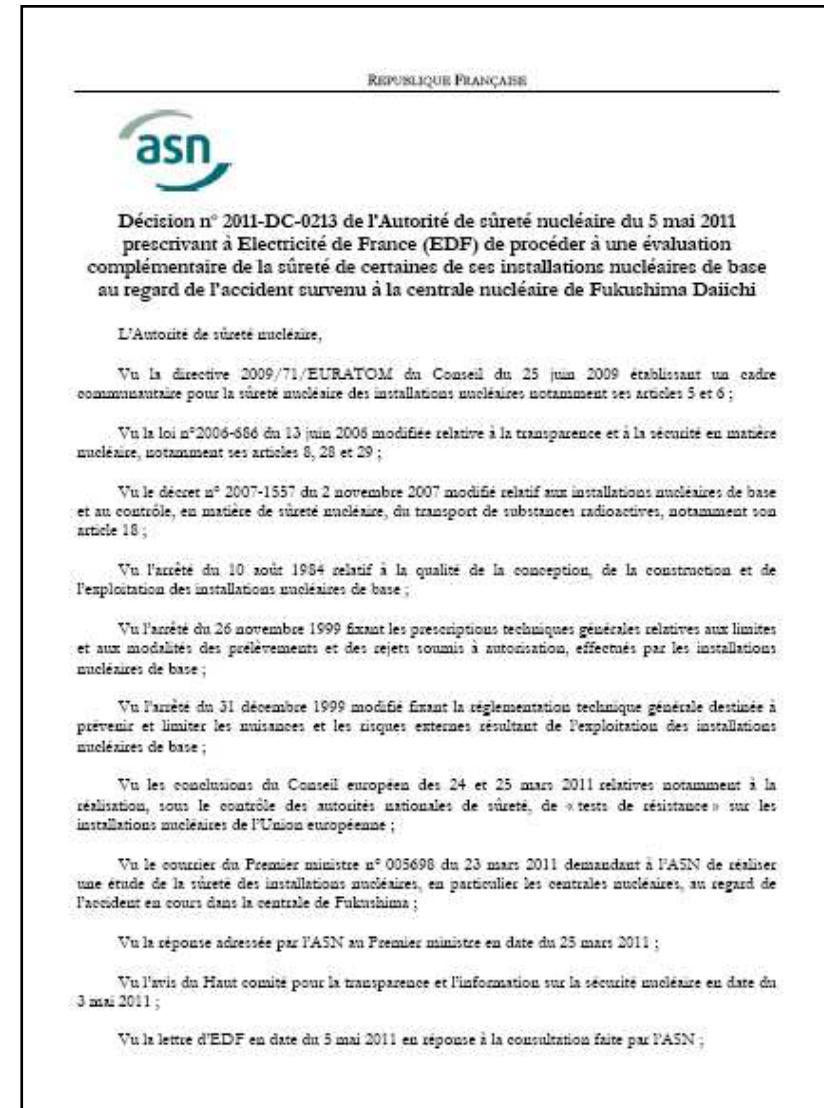 REPUBLIQUE FRANÇAISE
asn
Décision n° 2011-DC-0213 de l'Autorité de sûreté nucléaire du 5 mai 2011
prescrivant à Electricité de France (EDF) de procéder à une évaluation
complémentaire de la sûreté de certaines de ses installations nucléaires de base
au regard de l'accident survenu à la centrale nucléaire de Fukushima Daiichi
L'Autorité de sûreté nucléaire,
Vu la directive 2009/71/EURATOM du Conseil du 25 juin 2009 établissant un cadre
communautaire pour la sûreté nucléaire des installations nucléaires notamment ses articles 5 et 6 ;
Vu la loi n°2006-686 du 13 juin 2006 modifiée relative à la transparence et à la sécurité en matière
nucléaire, notamment ses articles 8, 28 et 29 ;
Vu le décret n° 2007-1557 du 2 novembre 2007 modifié relatif aux installations nucléaires de base
et au contrôle, en matière de sûreté nucléaire, du transport de substances radioactives, notamment son
article 18 ;
Vu l'arrêté du 10 août 1984 relatif à la qualité de la conception, de la construction et de
l'exploitation des installations nucléaires de base ;
Vu l'arrêté du 26 novembre 1999 fixant les prescriptions techniques générales relatives aux limites
et aux modalités des prélèvements et des rejets soumis à autorisation, effectués par les installations
nucléaires de base ;
Vu l'arrêté du 31 décembre 1999 modifié fixant la réglementation technique générale destinée à
prévenir et limiter les nuisances et les risques externes résultant de l'exploitation des installations
nucléaires de base ;
Vu les conclusions du Conseil européen des 24 et 25 mars 2011 relatives notamment à la
réalisation, sous le contrôle des autorités nationales de sûreté, de « tests de résistance » sur les
installations nucléaires de l'Union européenne ;
Vu le courrier du Premier ministre n° 005698 du 23 mars 2011 demandant à l'ASN de réaliser
une étude de la sûreté des installations nucléaires, en particulier les centrales nucléaires, au regard de
l'accident en cours dans la centrale de Fukushima ;
Vu la réponse adressée par l'ASN au Premier ministre en date du 25 mars 2011 ;
Vu l'avis du Haut comité pour la transparence et l'information sur la sécurité nucléaire en date du
3 mai 2011 ;
Vu la lettre d'EDF en date du 5 mai 2011 en réponse à la consultation faite par l'ASN ;